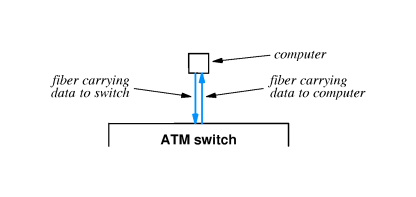 computer
fiber carrying
data to switch
fiber carrying
data to computer
ATM switch